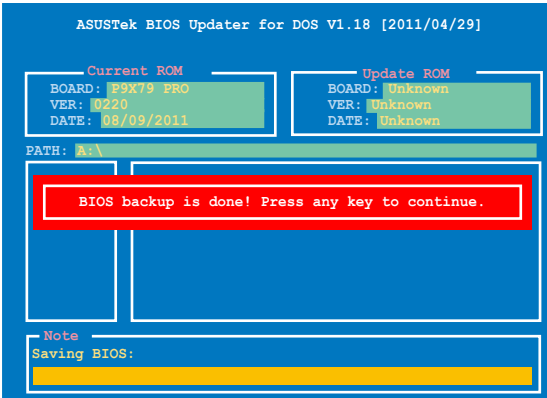 ASUSTek BIOS Updater for DOS V1.18 [2011/04/29]
Current ROM
BOARD: P9X79 PRO
VER: 0220
DATE: 08/09/2011
Update ROM
BOARD: Unknown
VER: Unknown
DATE: Unknown
PATH: A:\
BIOS backup is done! Press any key to continue.
Note
Saving BIOS: